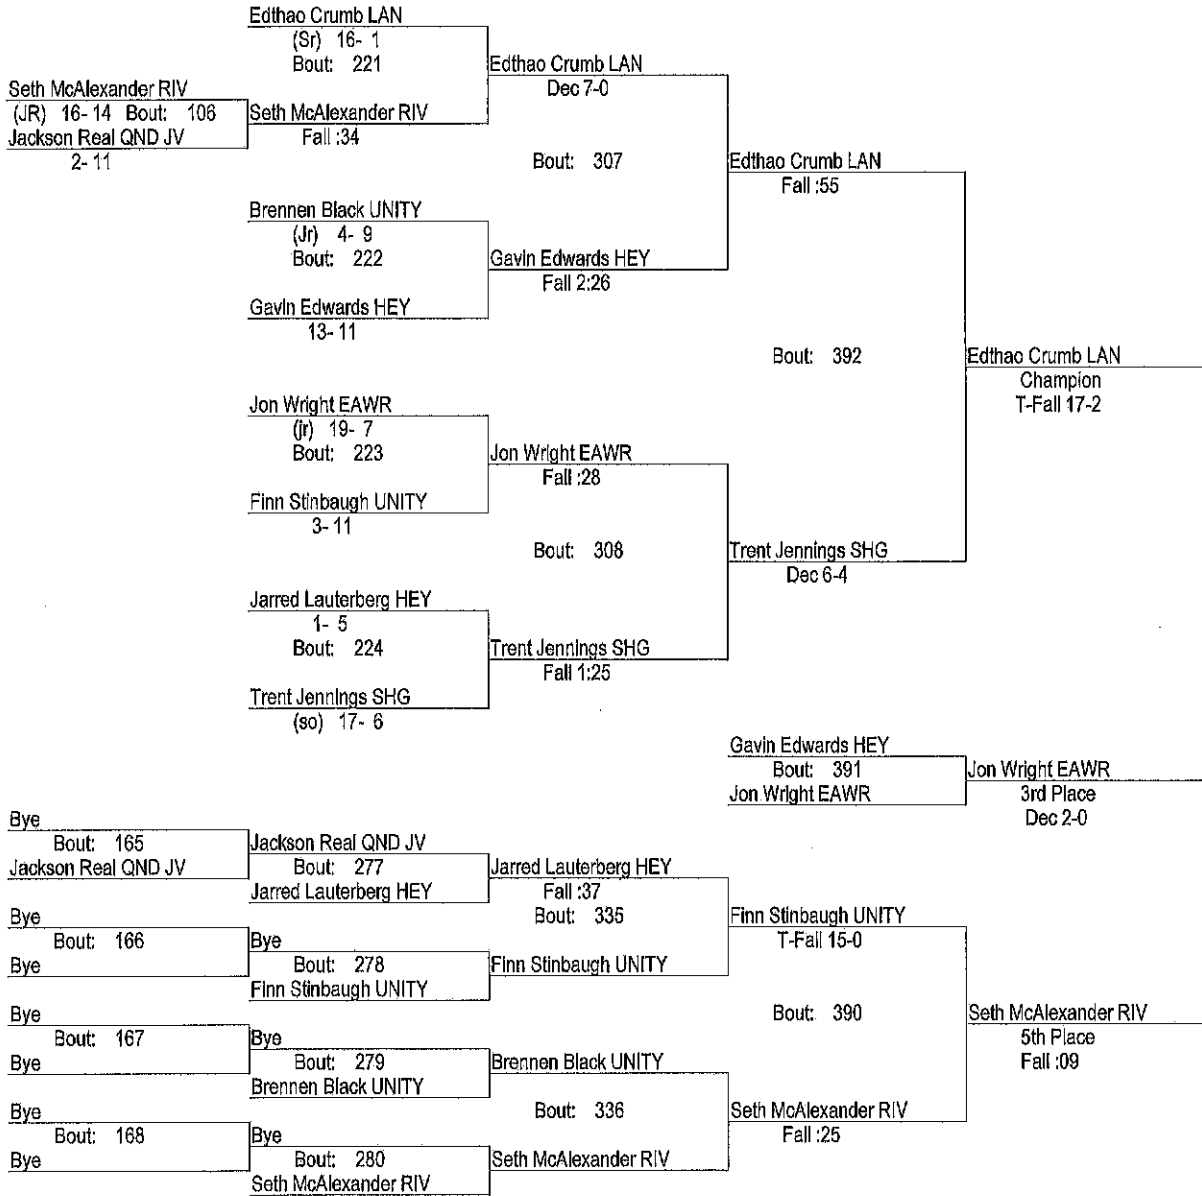 Edthao Crumb LAN
(Sr) 16- 1
Bout: 221
Edthao Crumb LAN
Dec 7-0
Seth McAlexander RIV
(JR) 16- 14 Bout: 106
Jackson Real QND JV
2- 11
Seth McAlexander RIV
Fall :34
Bout: 307
Edthao Crumb LAN
Fall :55
Brennen Black UNITY
(Jr) 4- 9
Bout: 222
Gavin Edwards HEY
Fall 2:26
Gavin Edwards HEY
13- 11
Bout: 392
Edthao Crumb LAN
Champion
T-Fall 17-2
Jon Wright EAWR
(jr) 19- 7
Bout: 223
Jon Wright EAWR
Fall :28
Finn Stinbaugh UNITY
3- 11
Bout: 308
Trent Jennings SHG
Dec 6-4
Jarred Lauterberg HEY
1- 5
Bout: 224
Trent Jennings SHG
Fall 1:25
Trent Jennings SHG
(so) 17- 6
Gavin Edwards HEY
Bout: 391
Jon Wright EAWR
Jon Wright EAWR
3rd Place
Dec 2-0
Bye
Bout: 165
Jackson Real QND JV
Jackson Real QND JV
Bout: 277
Jarred Lauterberg HEY
Jarred Lauterberg HEY
Fall :37
Bout: 335
Finn Stinbaugh UNITY
T-Fall 15-0
Bye
Bout: 166
Bye
Bye
Bout: 278
Finn Stinbaugh UNITY
Finn Stinbaugh UNITY
Bout: 390
Seth McAlexander RIV
5th Place
Fall :09
Bye
Bout: 167
Bye
Bye
Bout: 279
Brennen Black UNITY
Brennen Black UNITY
Bout: 336
Seth McAlexander RIV
Fall :25
Bye
Bout: 168
Bye
Bye
Bout: 280
Seth McAlexander RIV
Seth McAlexander RIV